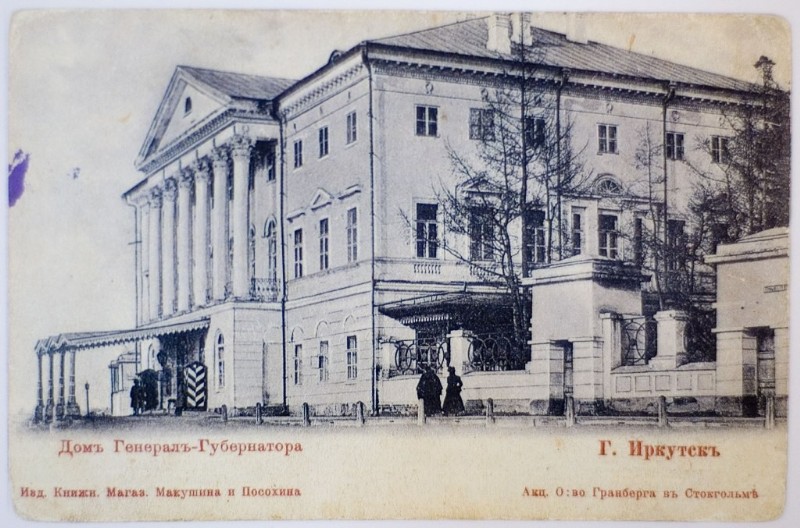 Домъ Генералъ-Губернатора
Г. Иркутскъ
Изд. Книжн. Магаз. Макушина и Посохина
Акц. О:во Гранберга въ Стокгольмѣ